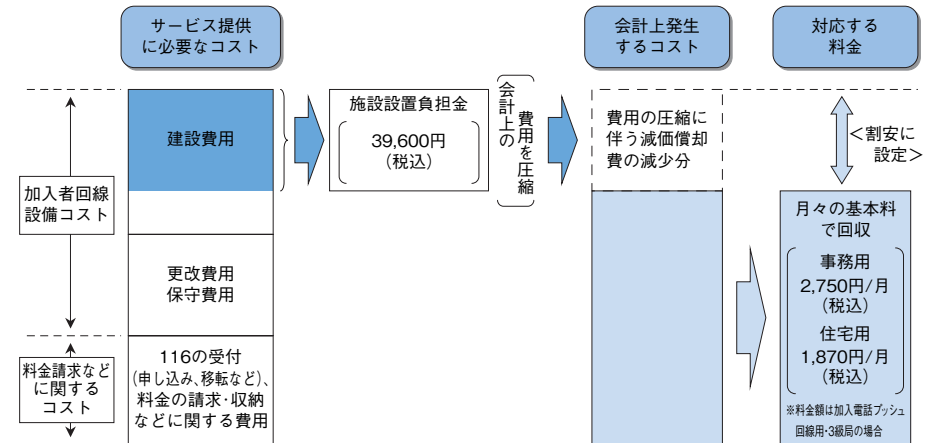 サービス提供
に必要なコスト
会計上発生
するコスト
対応する
料金
建設費用
施設設置負担金
39,600円
(税込)
会計上の
費用を圧縮
費用の圧縮に
伴う減価償却
費の減少分
＜割安に
設定＞
加入者回線
設備コスト
更改費用
保守費用
月々の基本料
で回収
事務用
2,750円/月
(税込)
住宅用
1,870円/月
(税込)
※料金額は加入電話プッシュ
回線用・3級局の場合
料金請求など
に関する
コスト
116の受付
(申し込み、移転など)、
料金の請求・収納
などに関する費用